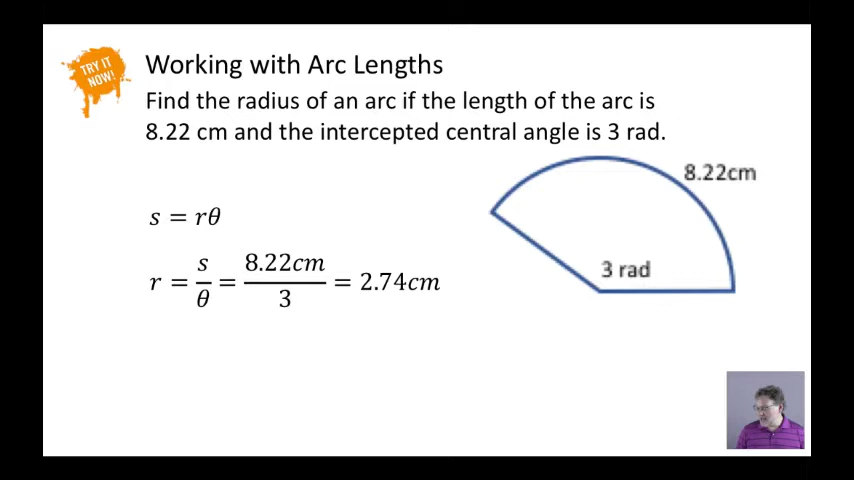 TRY IT
NOW!
Working with Arc Lengths
Find the radius of an arc if the length of the arc is
8.22 cm and the intercepted central angle is 3 rad.
8.22cm
s = rθ
3 rad
r = s/θ = 8.22cm/3 = 2.74cm